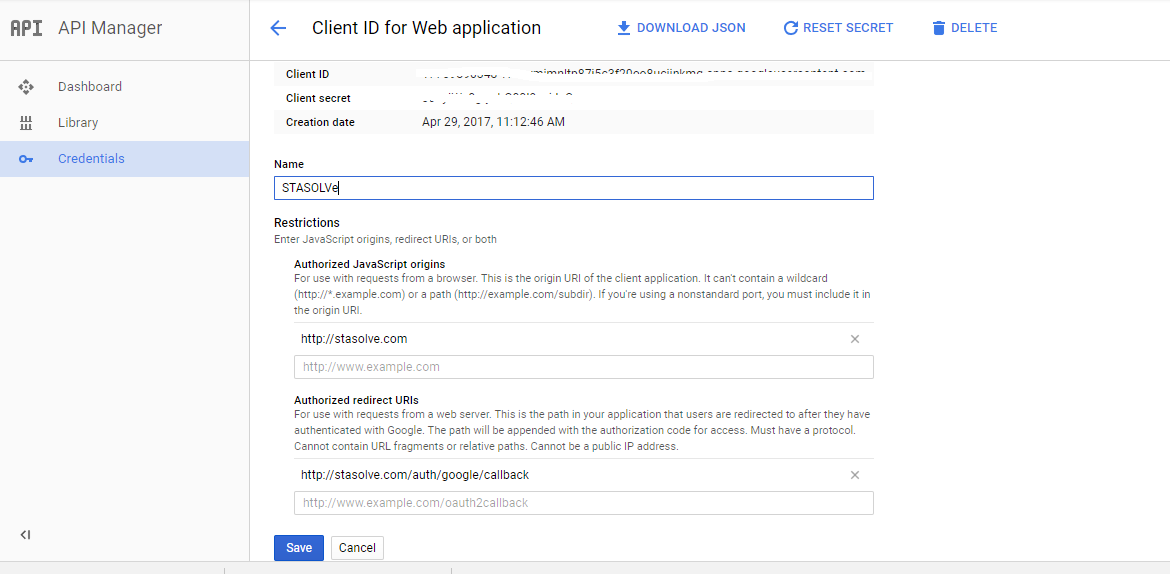 API API Manager
Client ID for Web application
DOWNLOAD JSON RESET SECRET DELETE
Dashboard
Library
Credentials
Client ID
Client secret
Creation date Apr 29, 2017, 11:12:46 AM
Name
STASOLVe
Restrictions
Enter JavaScript origins, redirect URIs, or both
Authorized JavaScript origins
For use with requests from a browser. This is the origin URI of the client application. It can't contain a wildcard
(http://*.example.com) or a path (http://example.com/subdir). If you're using a nonstandard port, you must include it in
the origin URI.
http://stasolve.com
http://www.example.com
Authorized redirect URIs
For use with requests from a web server. This is the path in your application that users are redirected to after they have
authenticated with Google. The path will be appended with the authorization code for access. Must have a protocol.
Cannot contain URL fragments or relative paths. Cannot be a public IP address.
http://stasolve.com/auth/google/callback
http://www.example.com/oauth2callback
Save Cancel